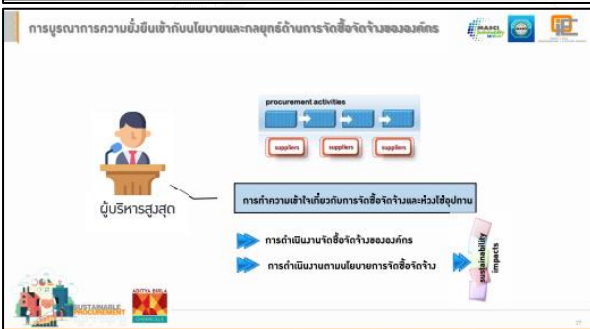 การบูรณาการความยั่งยืนเข้ากับนโยบายและกลยุทธ์ด้านการจัดซื้อจัดจ้างขององค์กร
MASCI
procurement activities
suppliers
suppliers
suppliers
ผู้บริหารสูงสุด
การทำความเข้าใจเกี่ยวกับการจัดซื้อจัดจ้างและห่วงโซ่อุปทาน
การดำเนินงานจัดซื้อจัดจ้างขององค์กร
การดำเนินงานตามนโยบายการจัดซื้อจัดจ้าง
sustainability
impacts
SUSTAINABLE
PROCUREMENT
ADITYA BIRLA